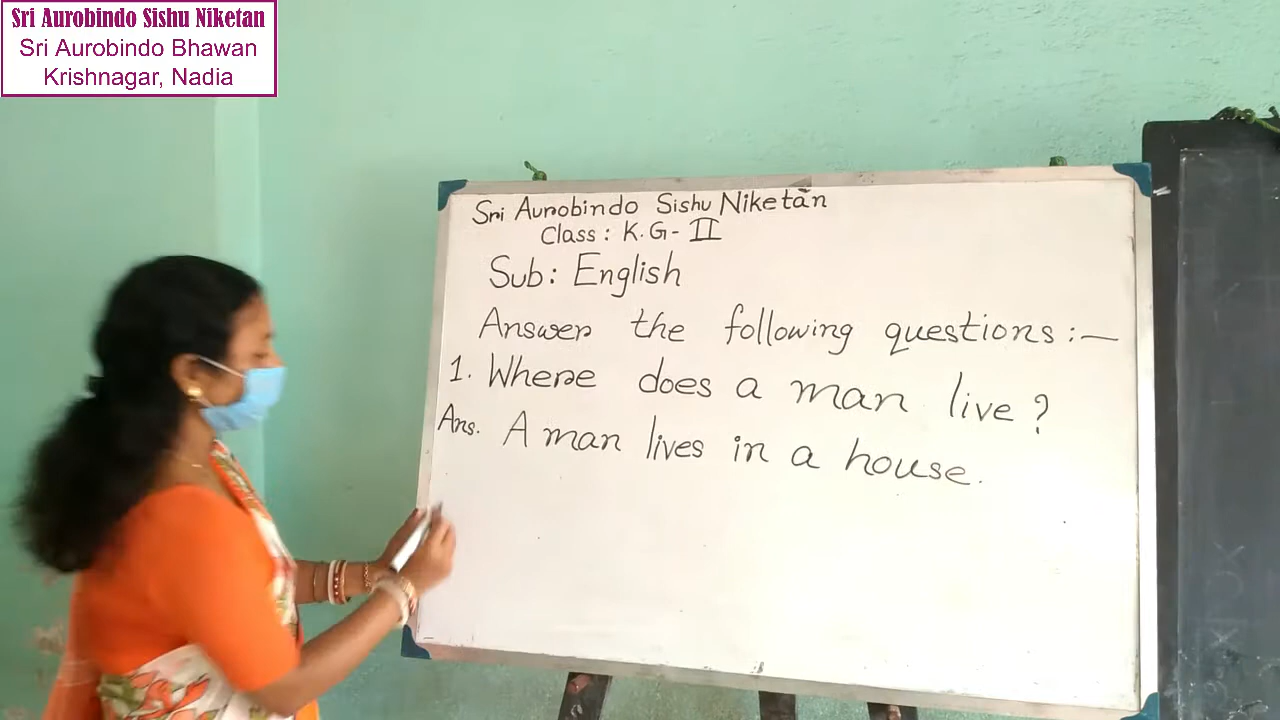 Sri Aurobindo Sishu Niketan
Sri Aurobindo Bhawan
Krishnagar, Nadia
Sri Aurobindo Sishu Niketan
Class : K.G - II
Sub : English
Answer the following questions :—
1. Where does a man live ?
Ans. A man lives in a house.